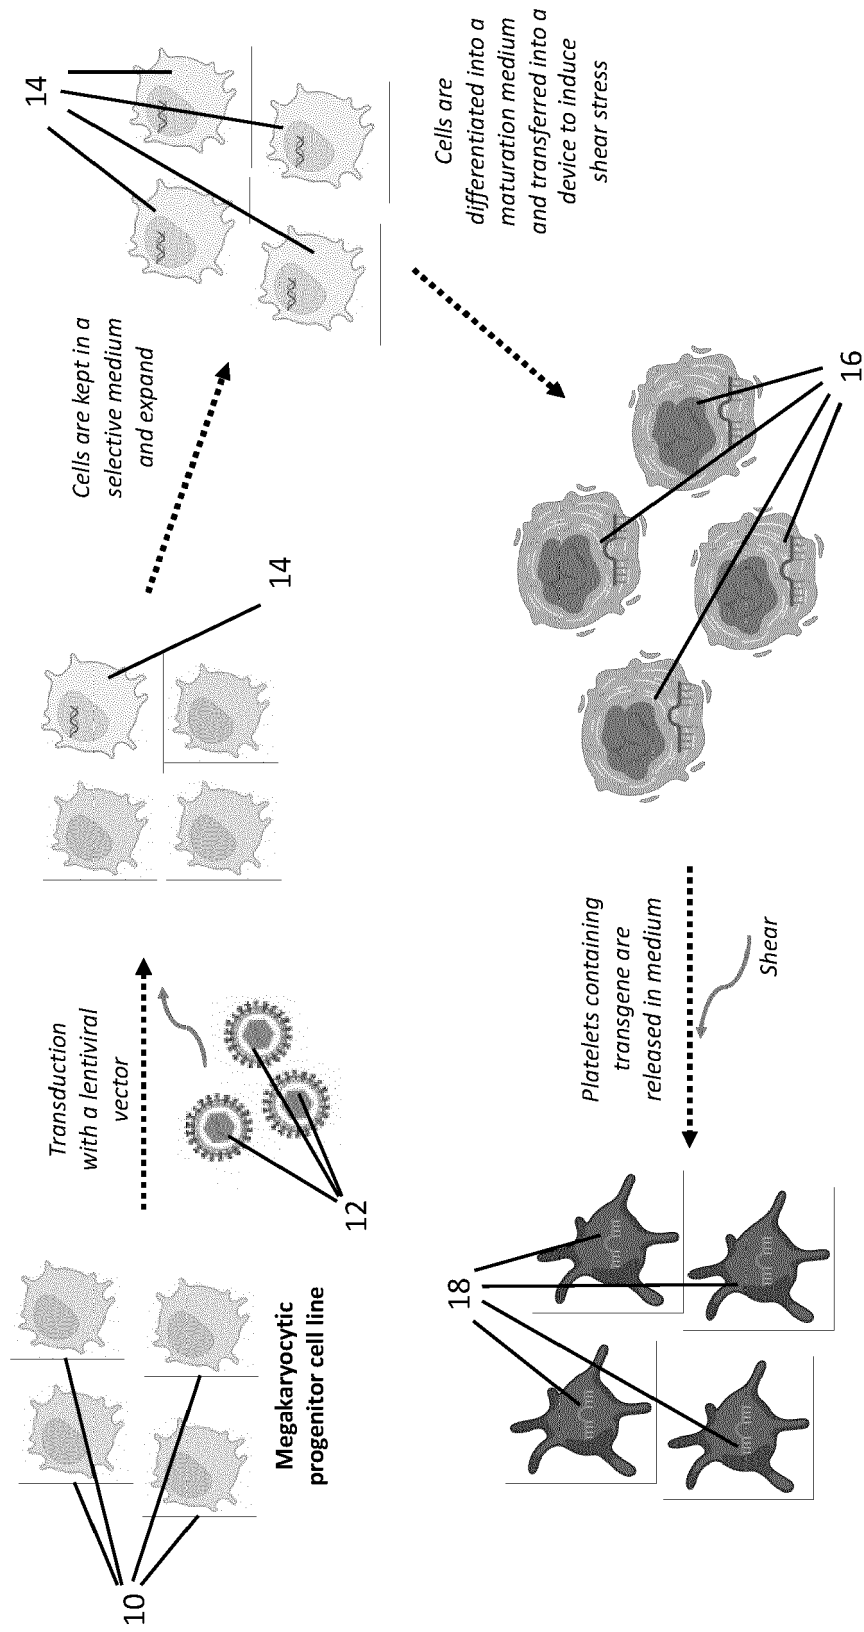 10
Megakaryocytic
progenitor cell line
12
Transduction
with a lentiviral
vector
14
Cells are kept in a
selective medium
and expand
14
Cells are
differentiated into a
maturation medium
and transferred into a
device to induce
shear stress
16
Platelets containing
transgene are
released in medium
Shear
18